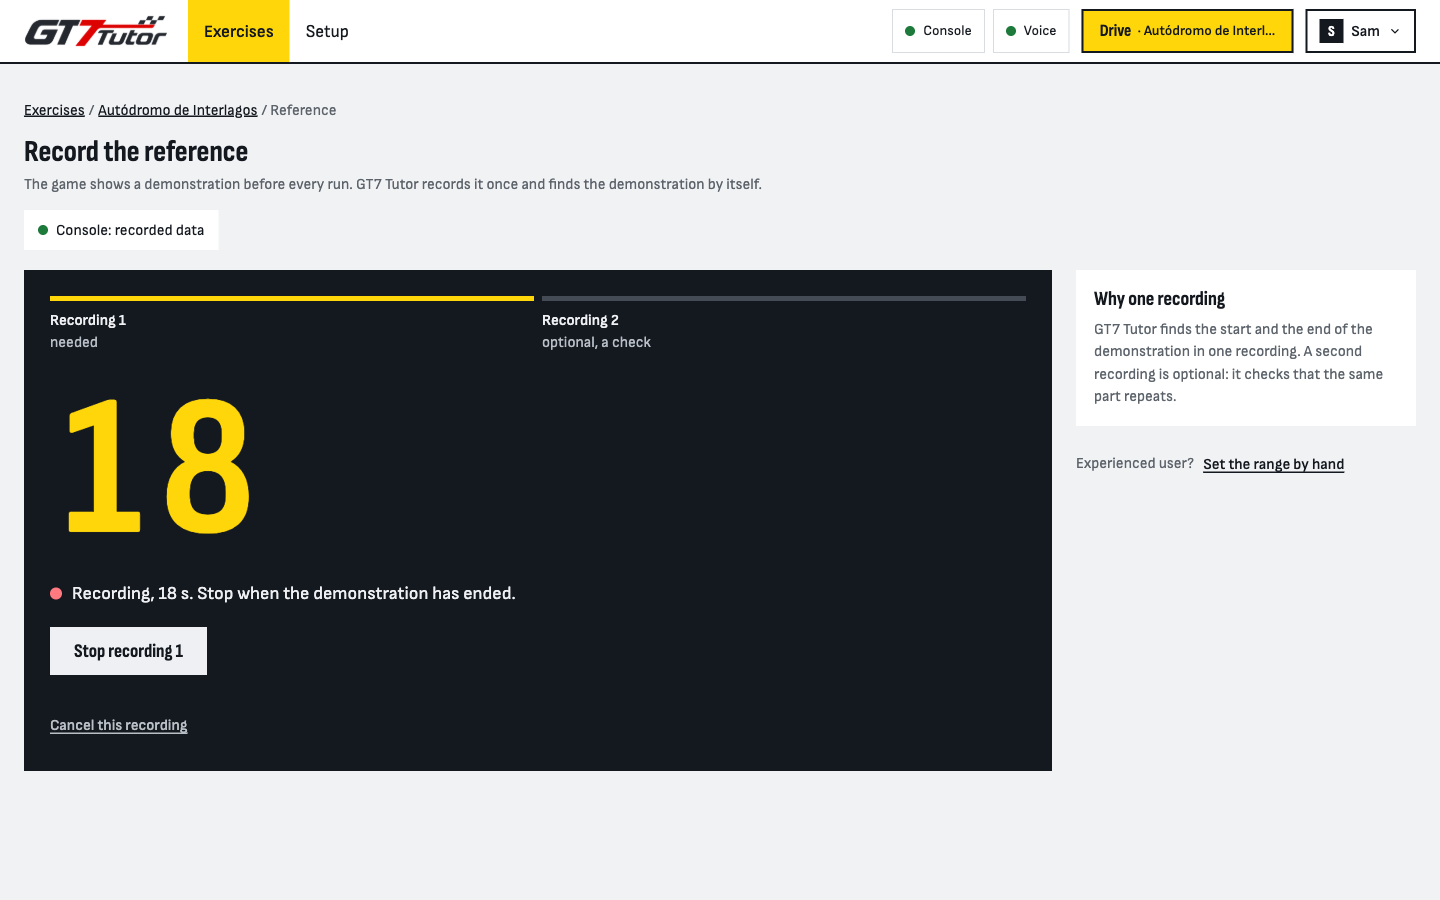 GT7 Tutor
Exercises
Setup
Console
Voice
Drive · Autódromo de Interl...
S Sam
Exercises / Autódromo de Interlagos / Reference
Record the reference
The game shows a demonstration before every run. GT7 Tutor records it once and finds the demonstration by itself.
Console: recorded data
Recording 1
needed
Recording 2
optional, a check
18
Recording, 18 s. Stop when the demonstration has ended.
Stop recording 1
Cancel this recording
Why one recording
GT7 Tutor finds the start and the end of the
demonstration in one recording. A second
recording is optional: it checks that the same
part repeats.
Experienced user? Set the range by hand